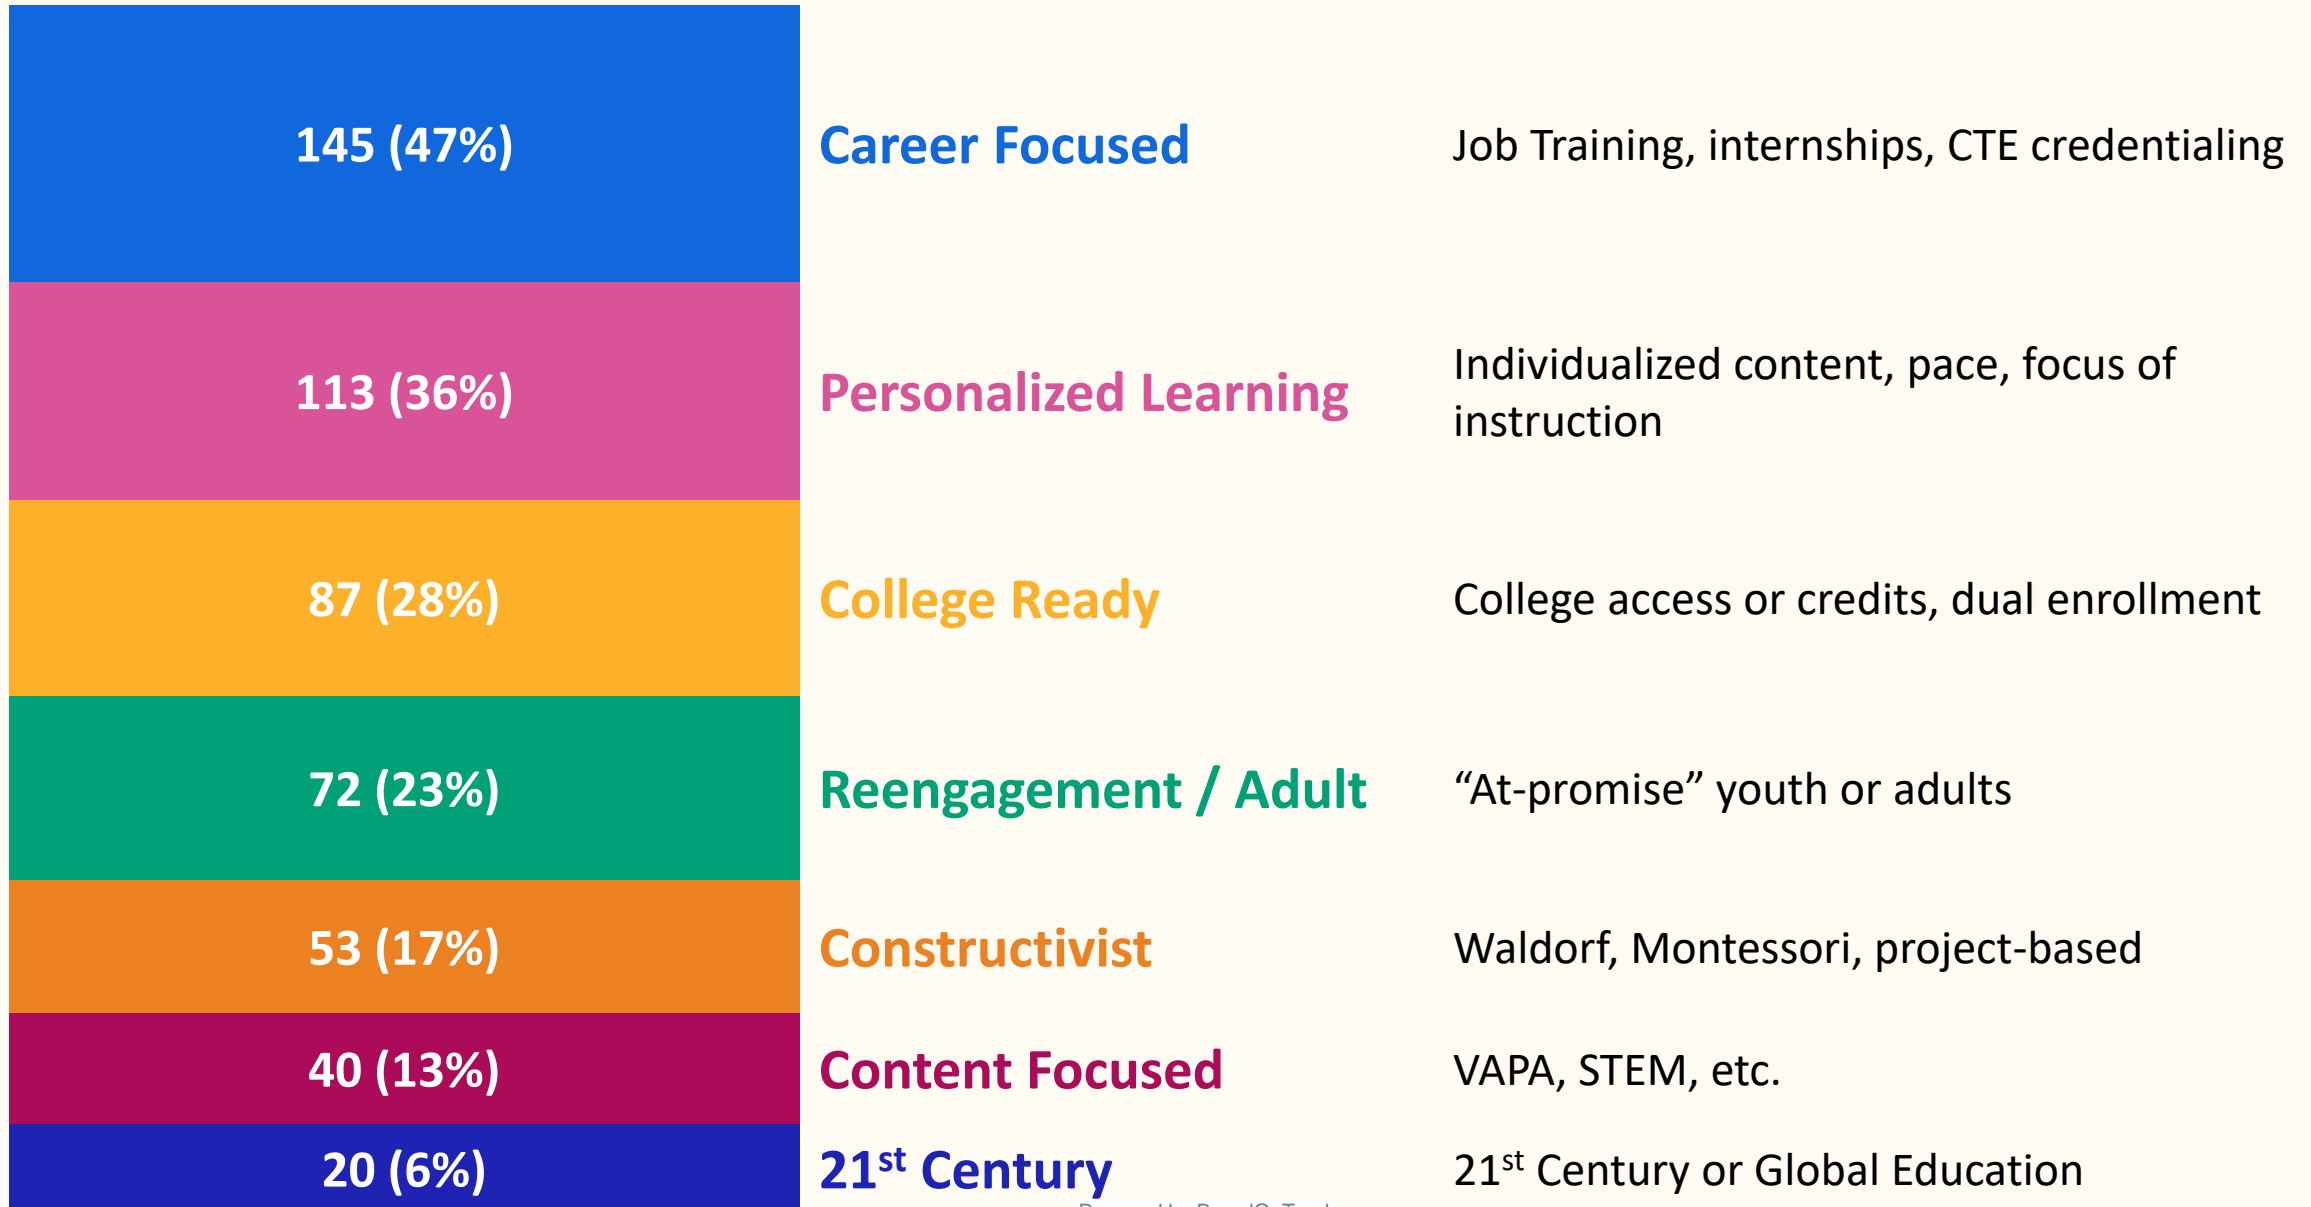 145 (47%) Career Focused Job Training, internships, CTE credentialing
113 (36%) Personalized Learning Individualized content, pace, focus of
instruction
87 (28%) College Ready College access or credits, dual enrollment
72 (23%) Reengagement / Adult “At-promise” youth or adults
53 (17%) Constructivist Waldorf, Montessori, project-based
40 (13%) Content Focused VAPA, STEM, etc.
20 (6%) 21st Century 21st Century or Global Education